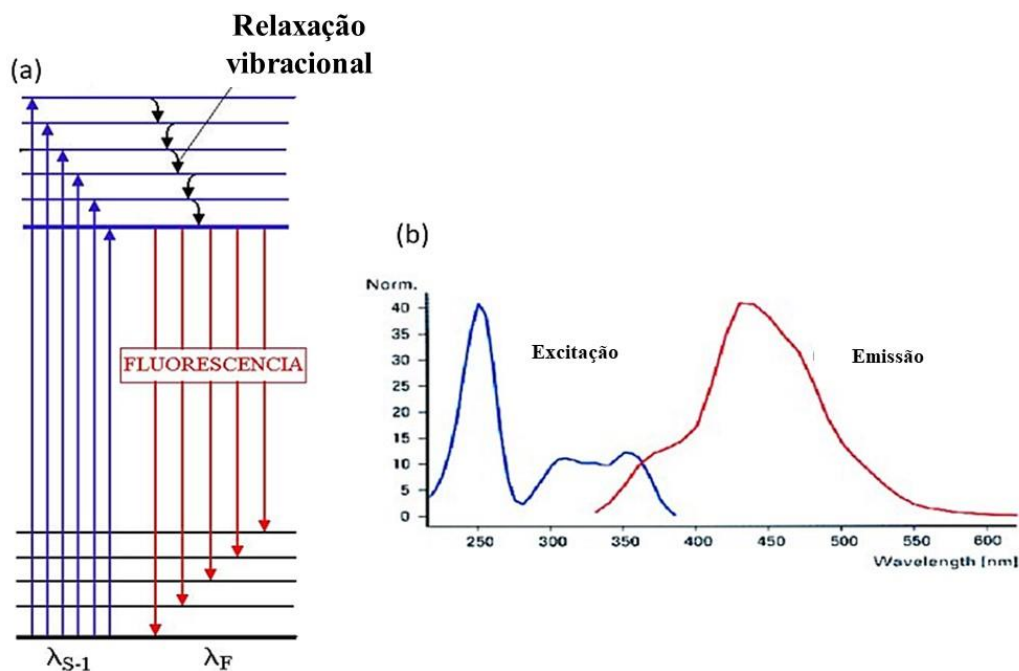 Relaxação
vibracional
(a)
FLUORESCENCIA
λS-1
λF
(b)
Norm.
40
35
30
25
20
15
10
5
0
Excitação
Emissão
250 300 350 400 450 500 550 600
Wavelength [nm]